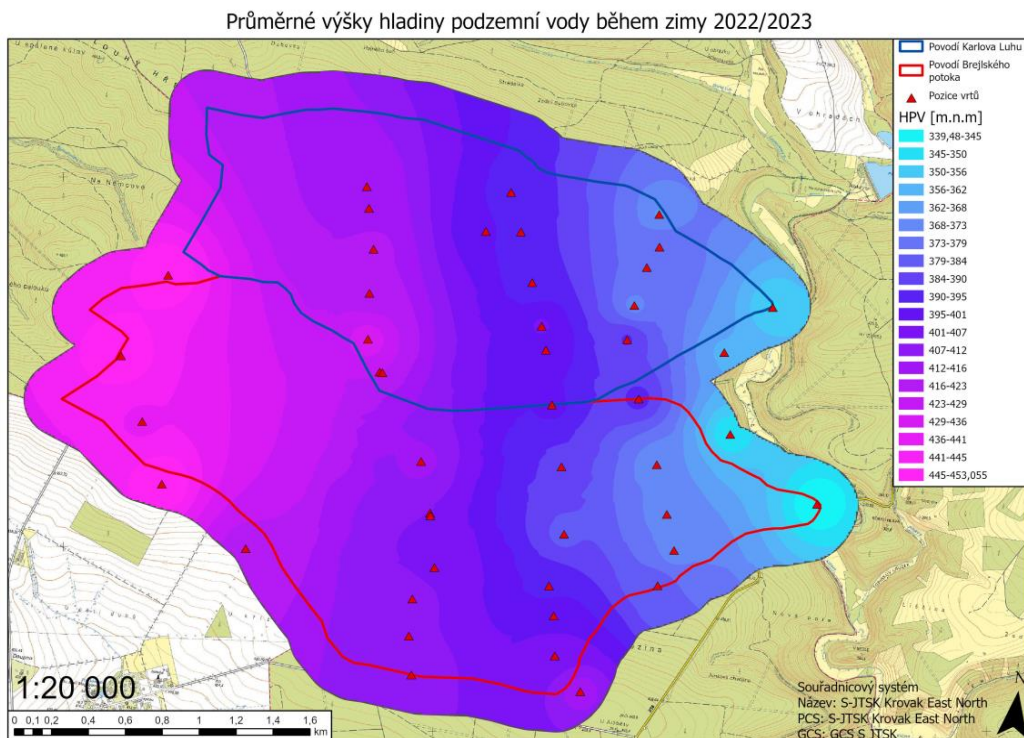 Průměrné výšky hladiny podzemní vody během zimy 2022/2023
Povodí Karlova Luhu
Povodí Brejlského
potoka
Pozice vrtů
HPV [m.n.m]
339,48-345
345-350
350-356
356-362
362-368
368-373
373-379
379-384
384-390
390-395
395-401
401-407
407-412
412-416
416-423
423-429
429-436
436-441
441-445
445-453,055
V ohradách
Na Němcově
1:20 000
0 0,1 0,2 0,4 0,6 0,8 1 1,2 1,4 1,6
km
Souřadnicový systém
Název: S-JTSK Krovak East North
PCS: S-JTSK Krovak East North
GCS: GCS S JTSK
N